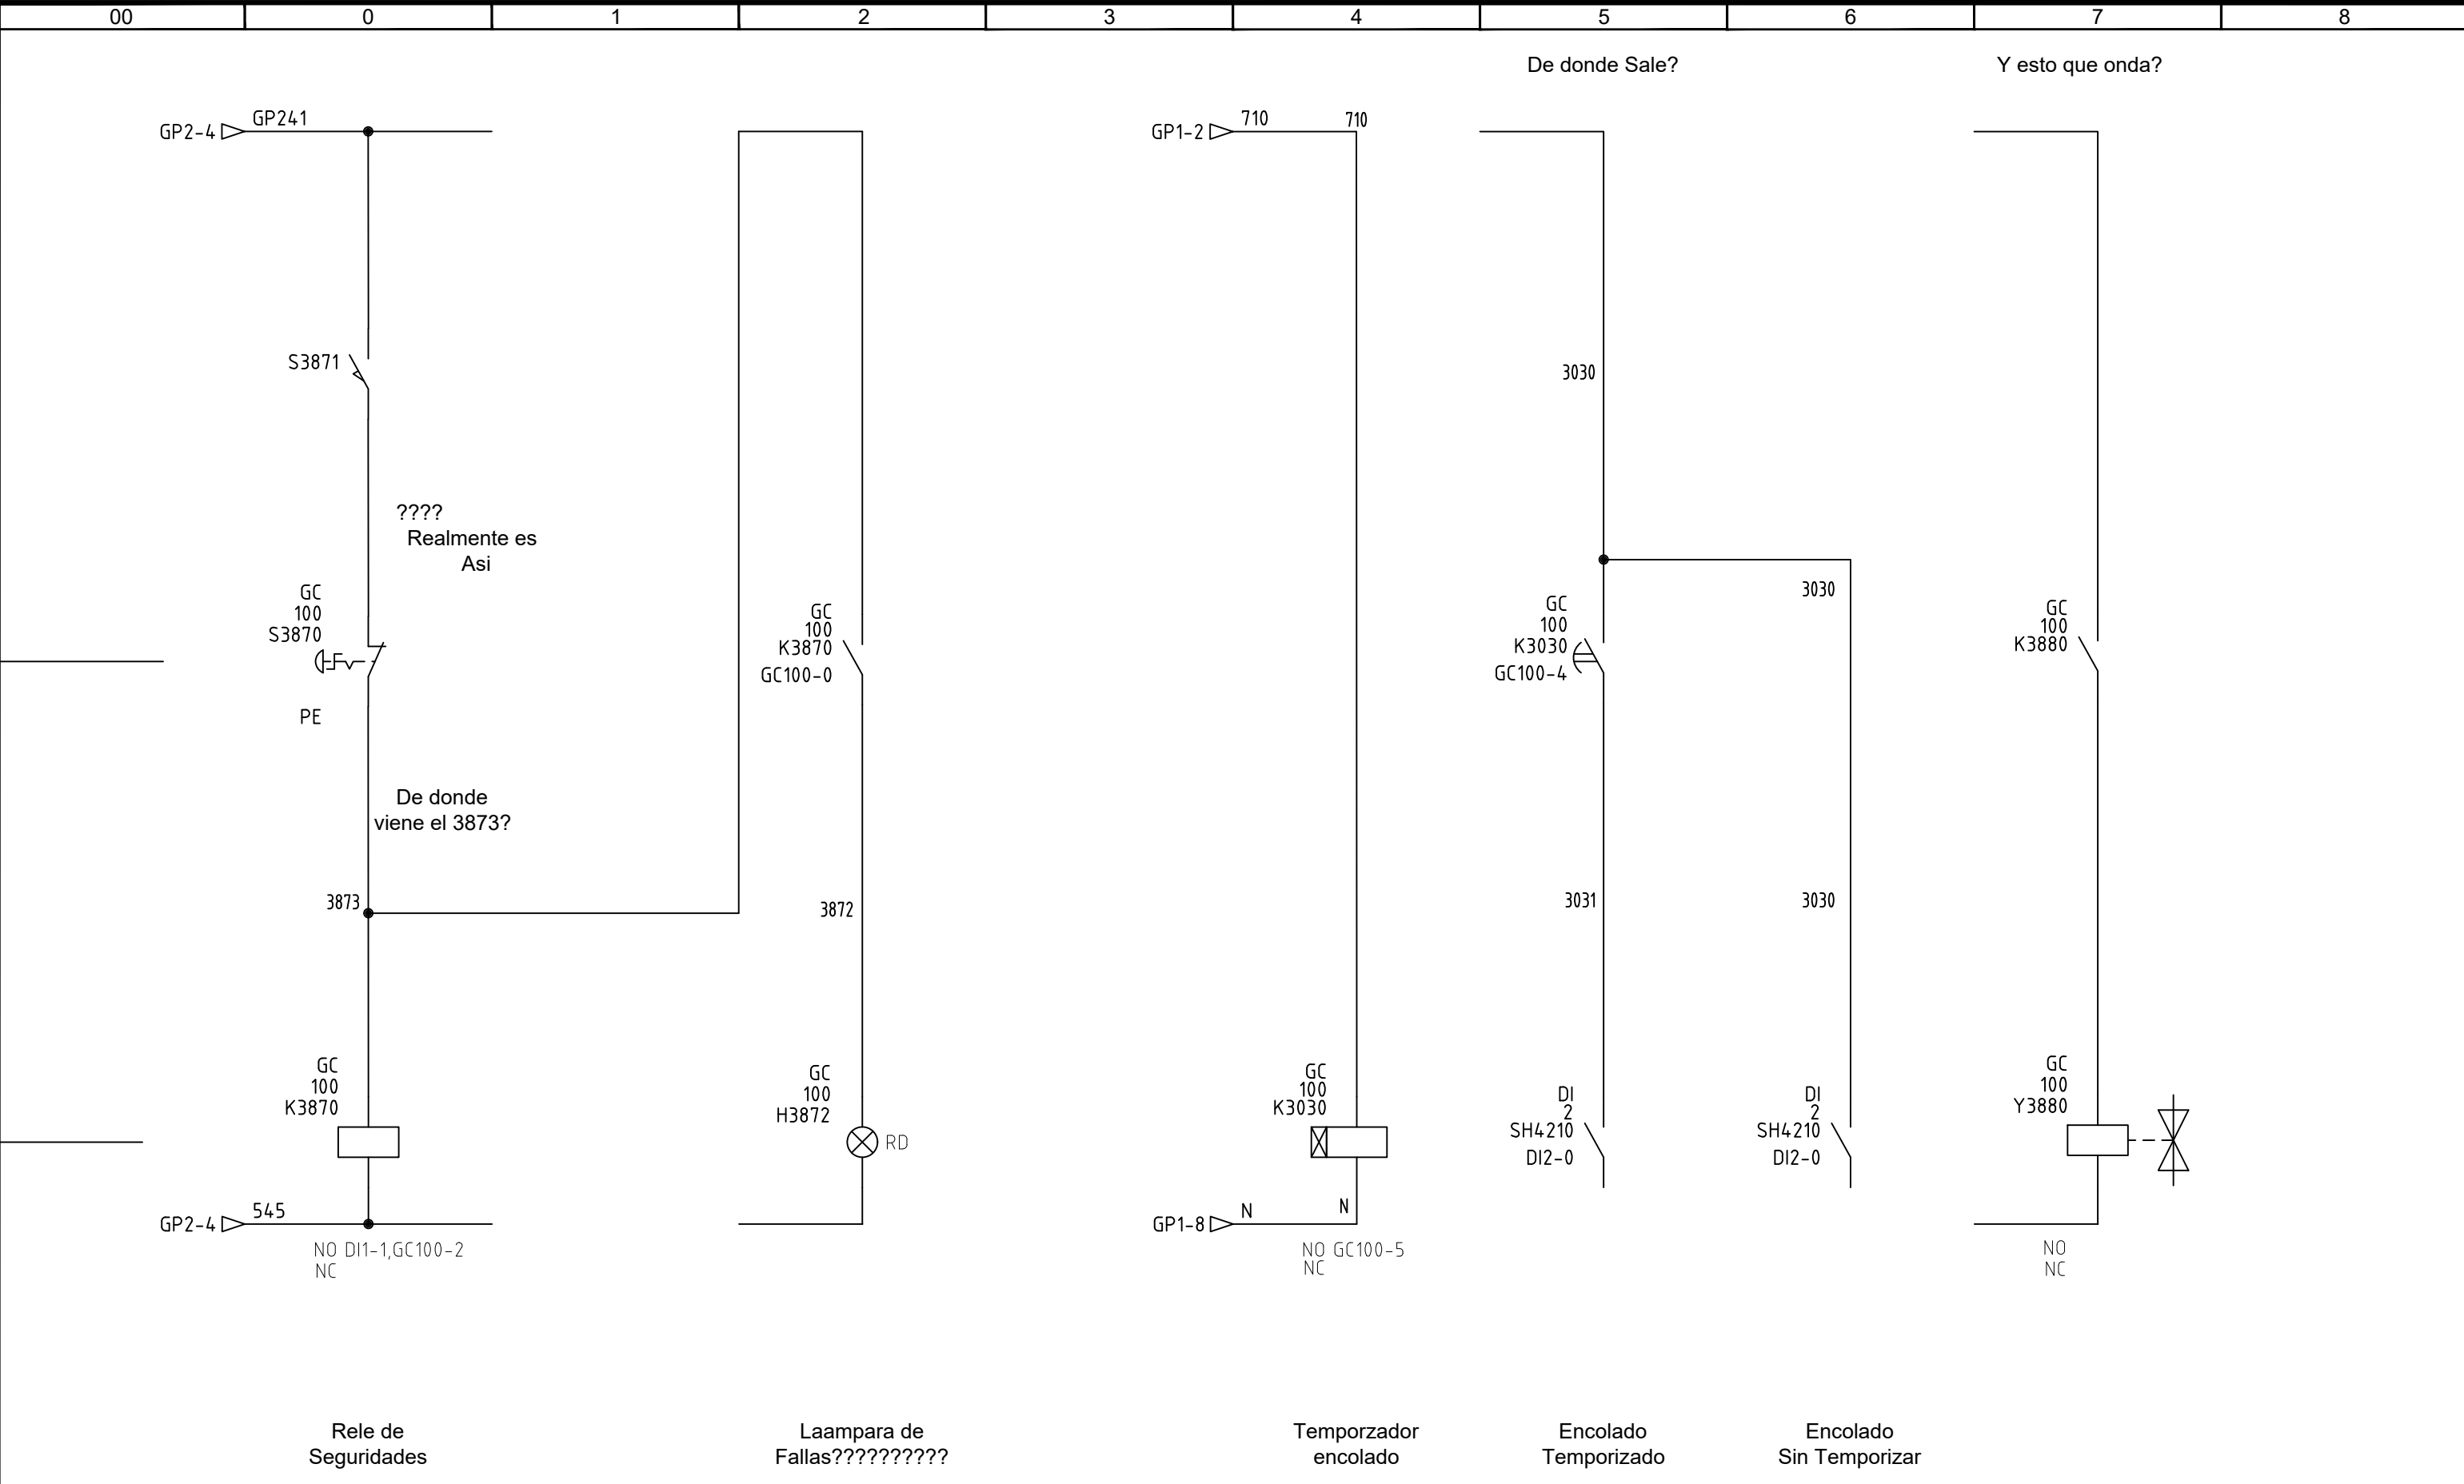 00 0 1 2 3 4 5 6 7 8
De donde Sale?
Y esto que onda?
GP2-4 GP241
GP1-2 710 710
S3871
3030
????
Realmente es
Asi
GC
100
S3870
PE
GC
100
K3870
GC100-0
GC
100
K3030
GC100-4
3030
GC
100
K3880
De donde
viene el 3873?
3873
3872
3031
3030
GC
100
K3870
GC
100
H3872
RD
GC
100
K3030
DI
2
SH4210
DI2-0
DI
2
SH4210
DI2-0
GC
100
Y3880
GP2-4 545
GP1-8 N N
NO DI1-1,GC100-2
NC
NO GC100-5
NC
NO
NC
Rele de
Seguridades
Laampara de
Fallas??????????
Temporzador
encolado
Encolado
Temporizado
Encolado
Sin Temporizar